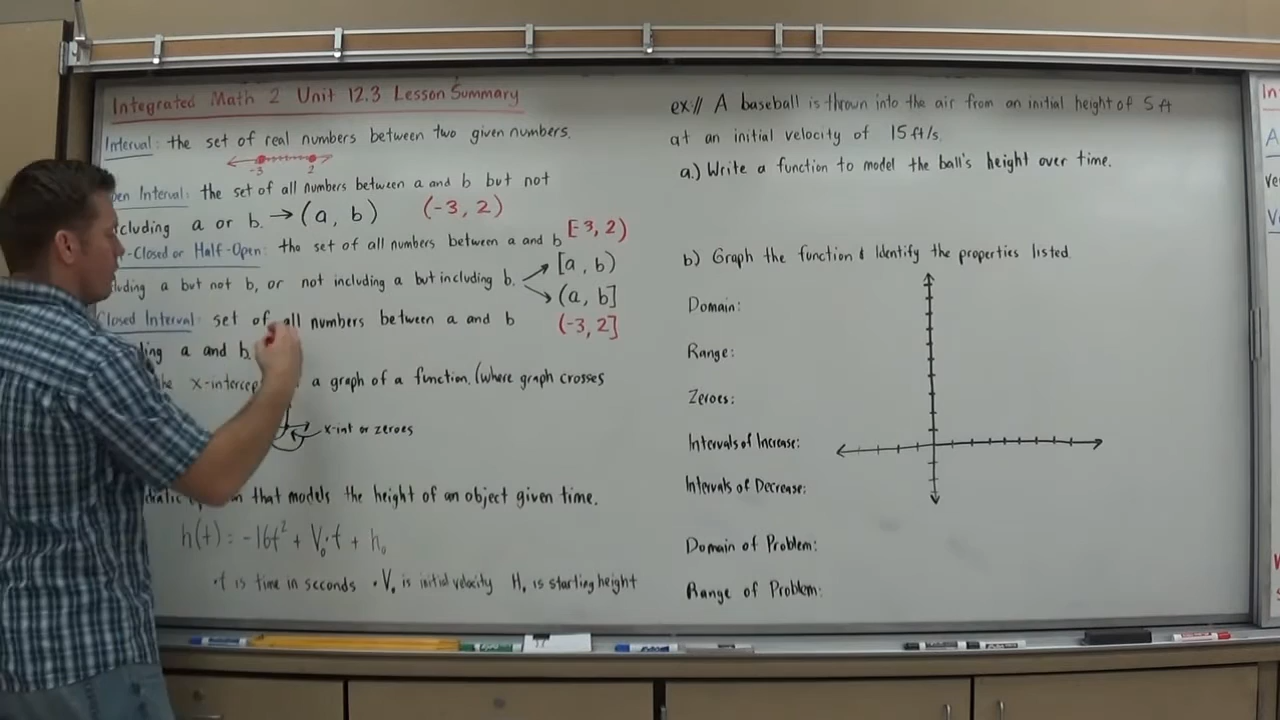 Integrated Math 2 Unit 12.3 Lesson Summary
Interval: the set of real numbers between two given numbers.
-3 2
Interval: the set of all numbers between a and b but not
a or b. → (a, b) (-3, 2)
-Closed or Half-Open: the set of all numbers between a and b [-3, 2)
a but not b, or not including a but including b. [a, b)
(a, b]
Closed Interval: set of all numbers between a and b (-3, 2]
a and b.
the x-intercep a graph of a function. (where graph crosses
x-int or zeroes
that models the height of an object given time.
h(t) = -16t² + V₀·t + h₀
·t is time in seconds ·V₀ is initial velocity H₀ is starting height
ex:// A baseball is thrown into the air from an initial height of 5 ft
at an initial velocity of 15 ft/s.
a.) Write a function to model the ball's height over time.
b) Graph the function & Identify the properties listed.
Domain:
Range:
Zeroes:
Intervals of Increase:
Intervals of Decrease:
Domain of Problem:
Range of Problem: